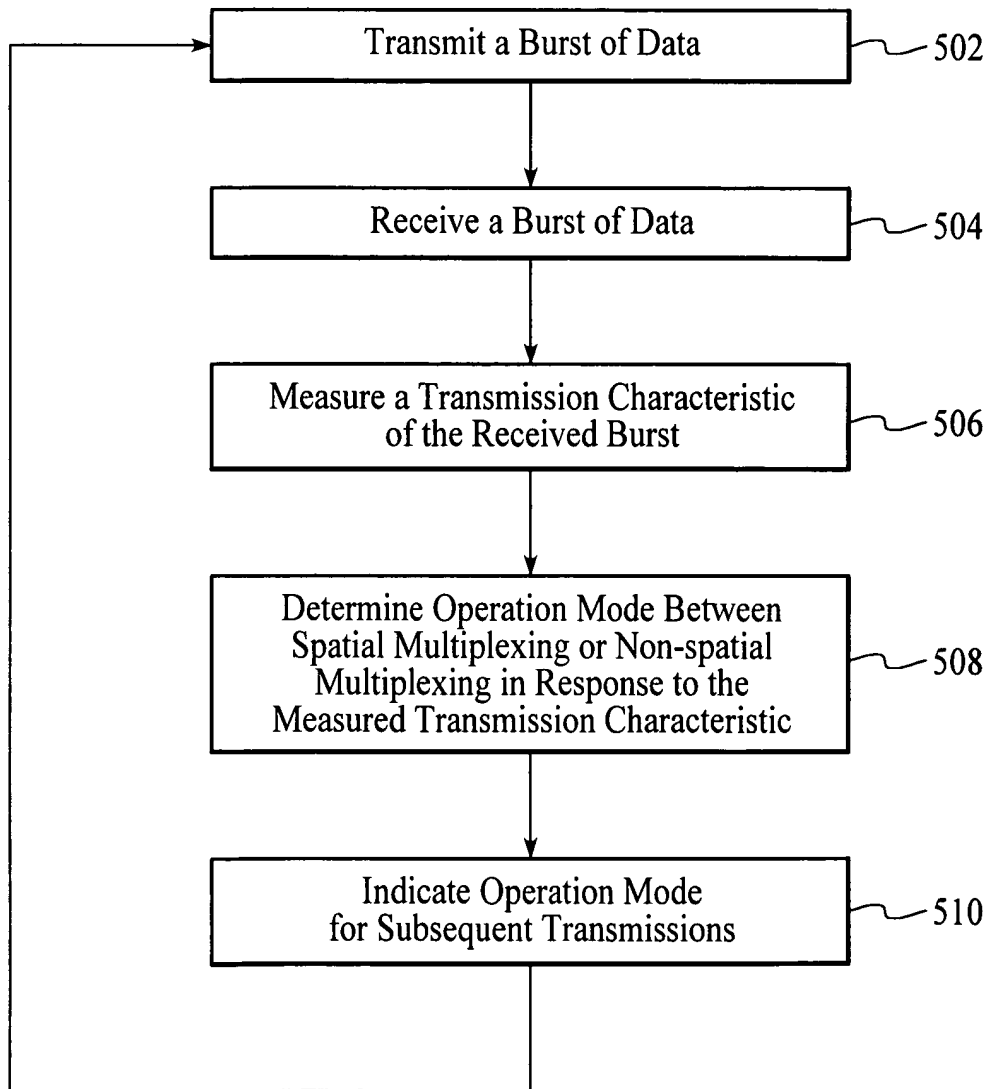 Transmit a Burst of Data
502
Receive a Burst of Data
504
Measure a Transmission Characteristic
of the Received Burst
506
Determine Operation Mode Between
Spatial Multiplexing or Non-spatial
Multiplexing in Response to the
Measured Transmission Characteristic
508
Indicate Operation Mode
for Subsequent Transmissions
510